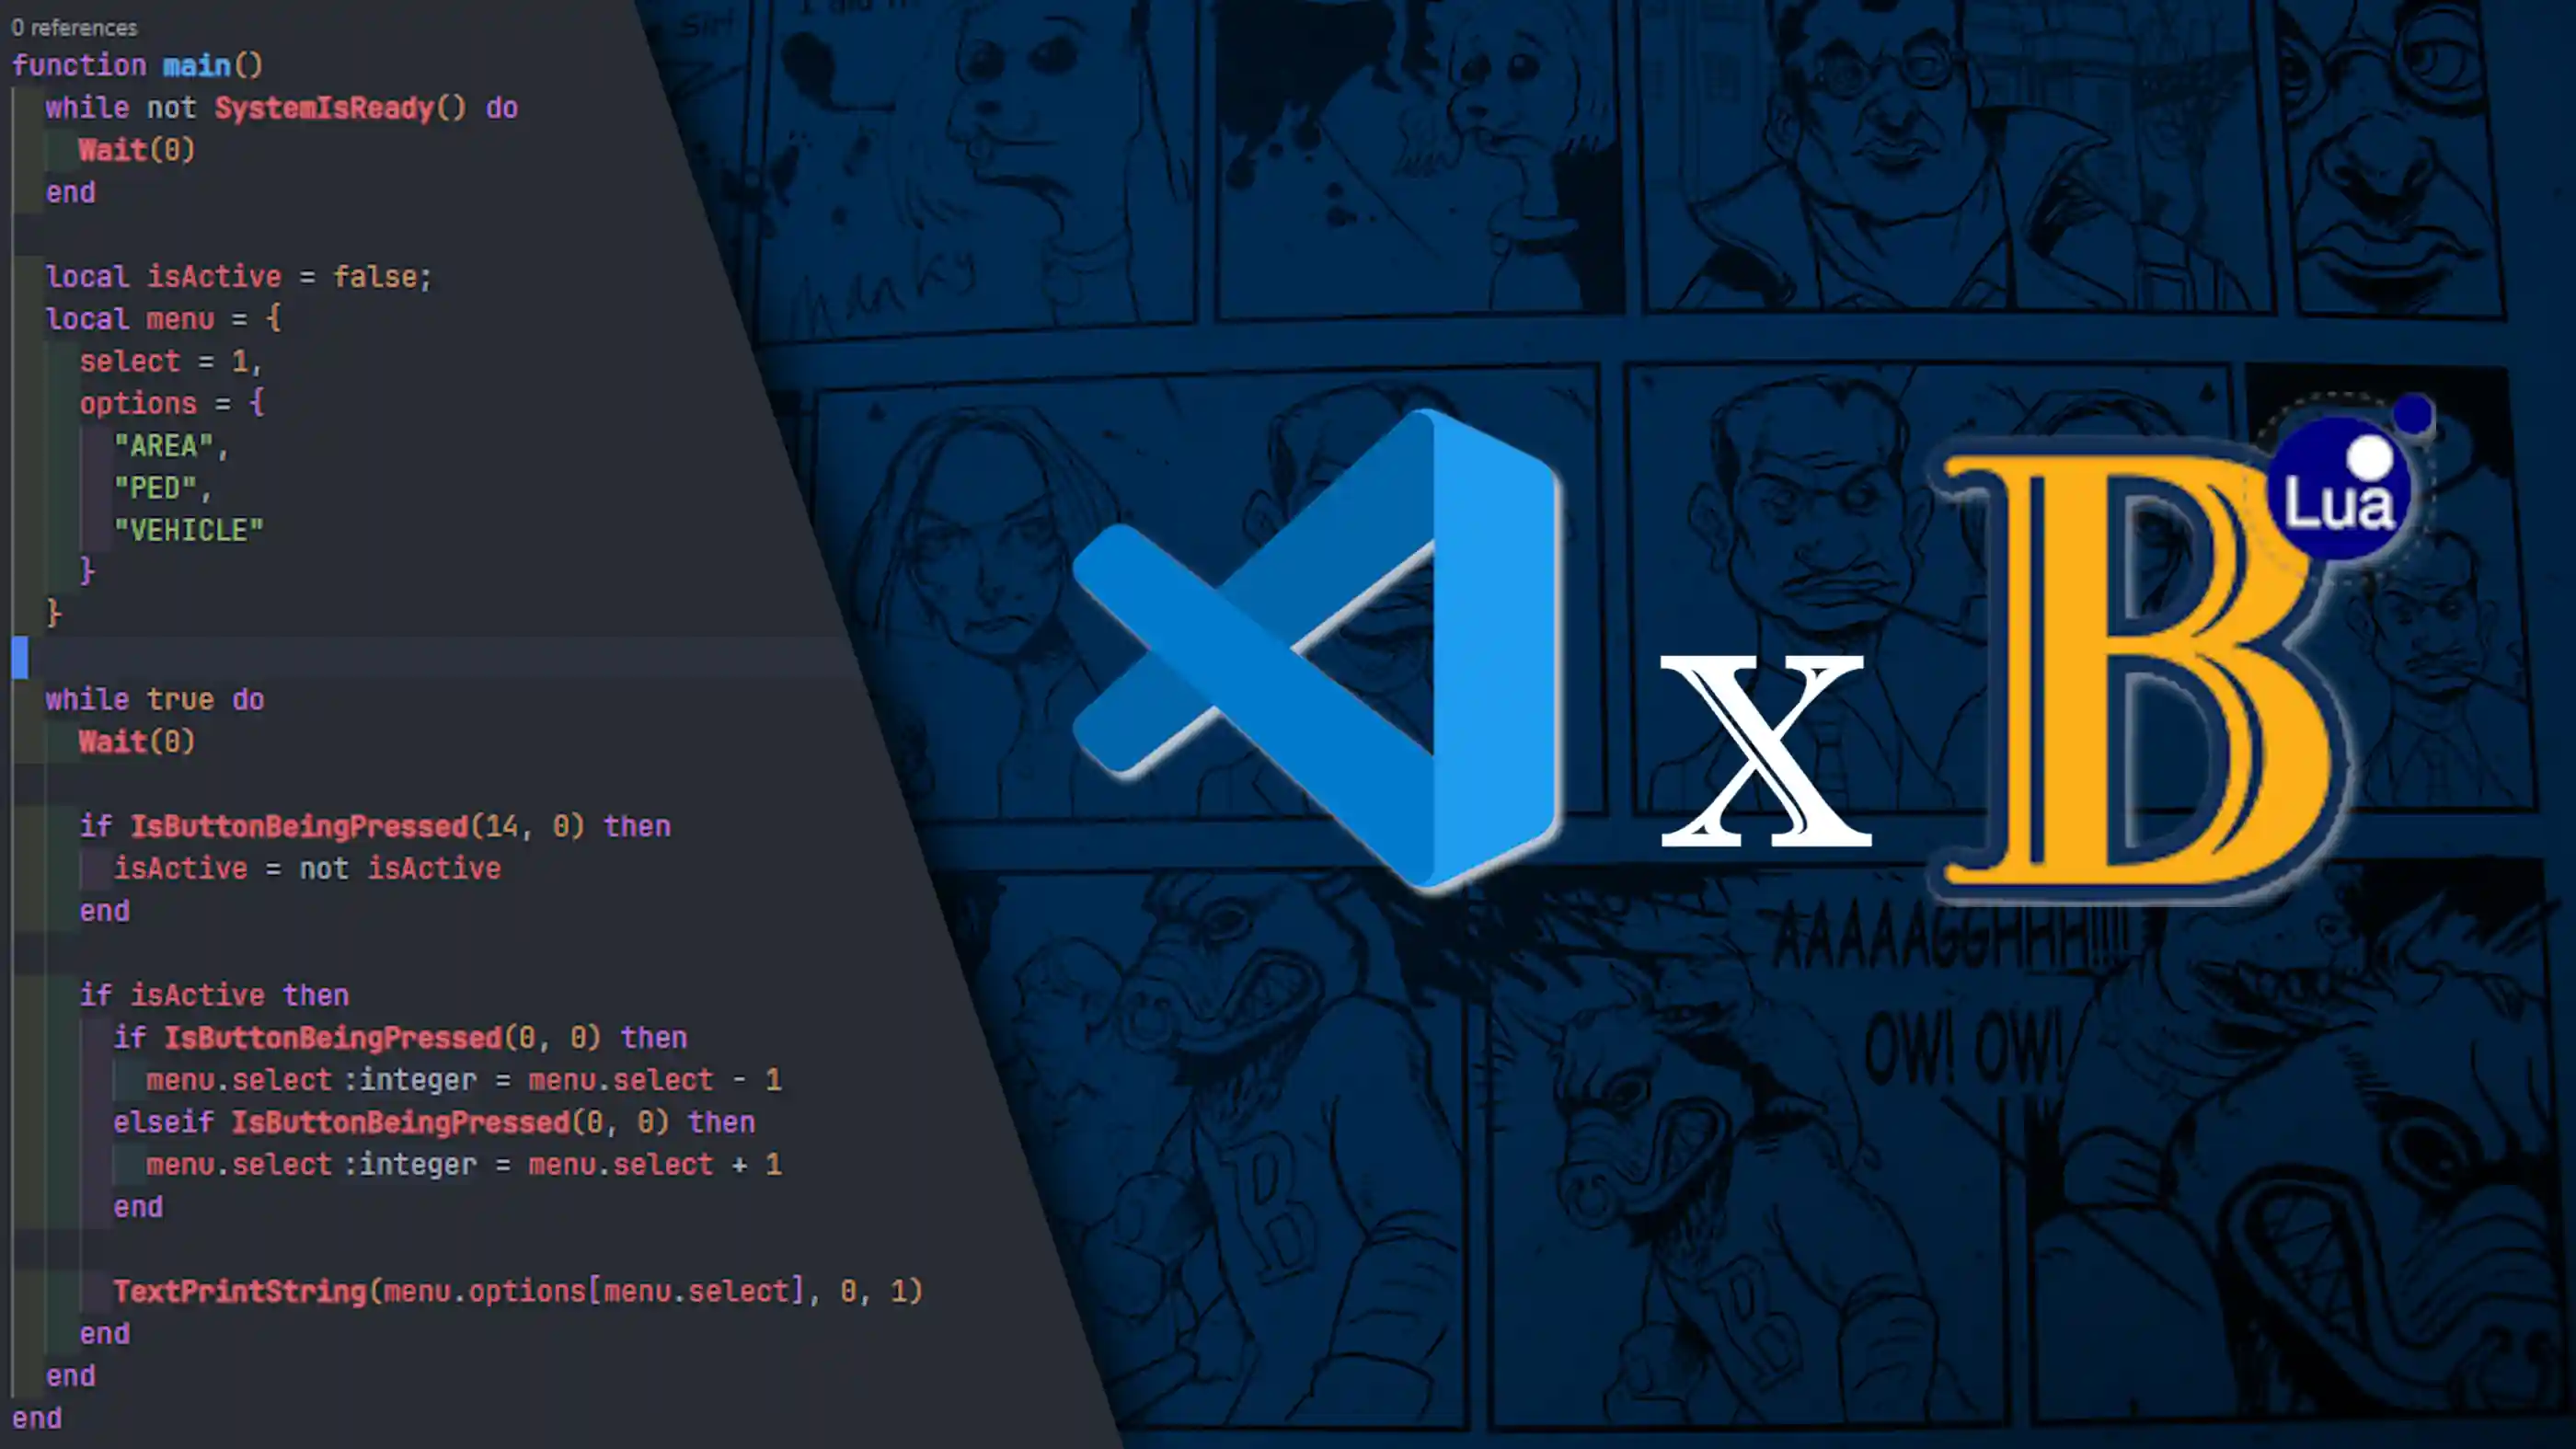 0 references
function main()
while not SystemIsReady() do
Wait(0)
end
local isActive = false;
local menu = {
select = 1,
options = {
"AREA",
"PED",
"VEHICLE"
}
}
while true do
Wait(0)
if IsButtonBeingPressed(14, 0) then
isActive = not isActive
end
if isActive then
if IsButtonBeingPressed(0, 0) then
menu.select :integer = menu.select - 1
elseif IsButtonBeingPressed(0, 0) then
menu.select :integer = menu.select + 1
end
TextPrintString(menu.options[menu.select], 0, 1)
end
end
end
Sir!
hanky
x
B
Lua
AAAAAGGHHH!!!!
OW! OW!
B
B